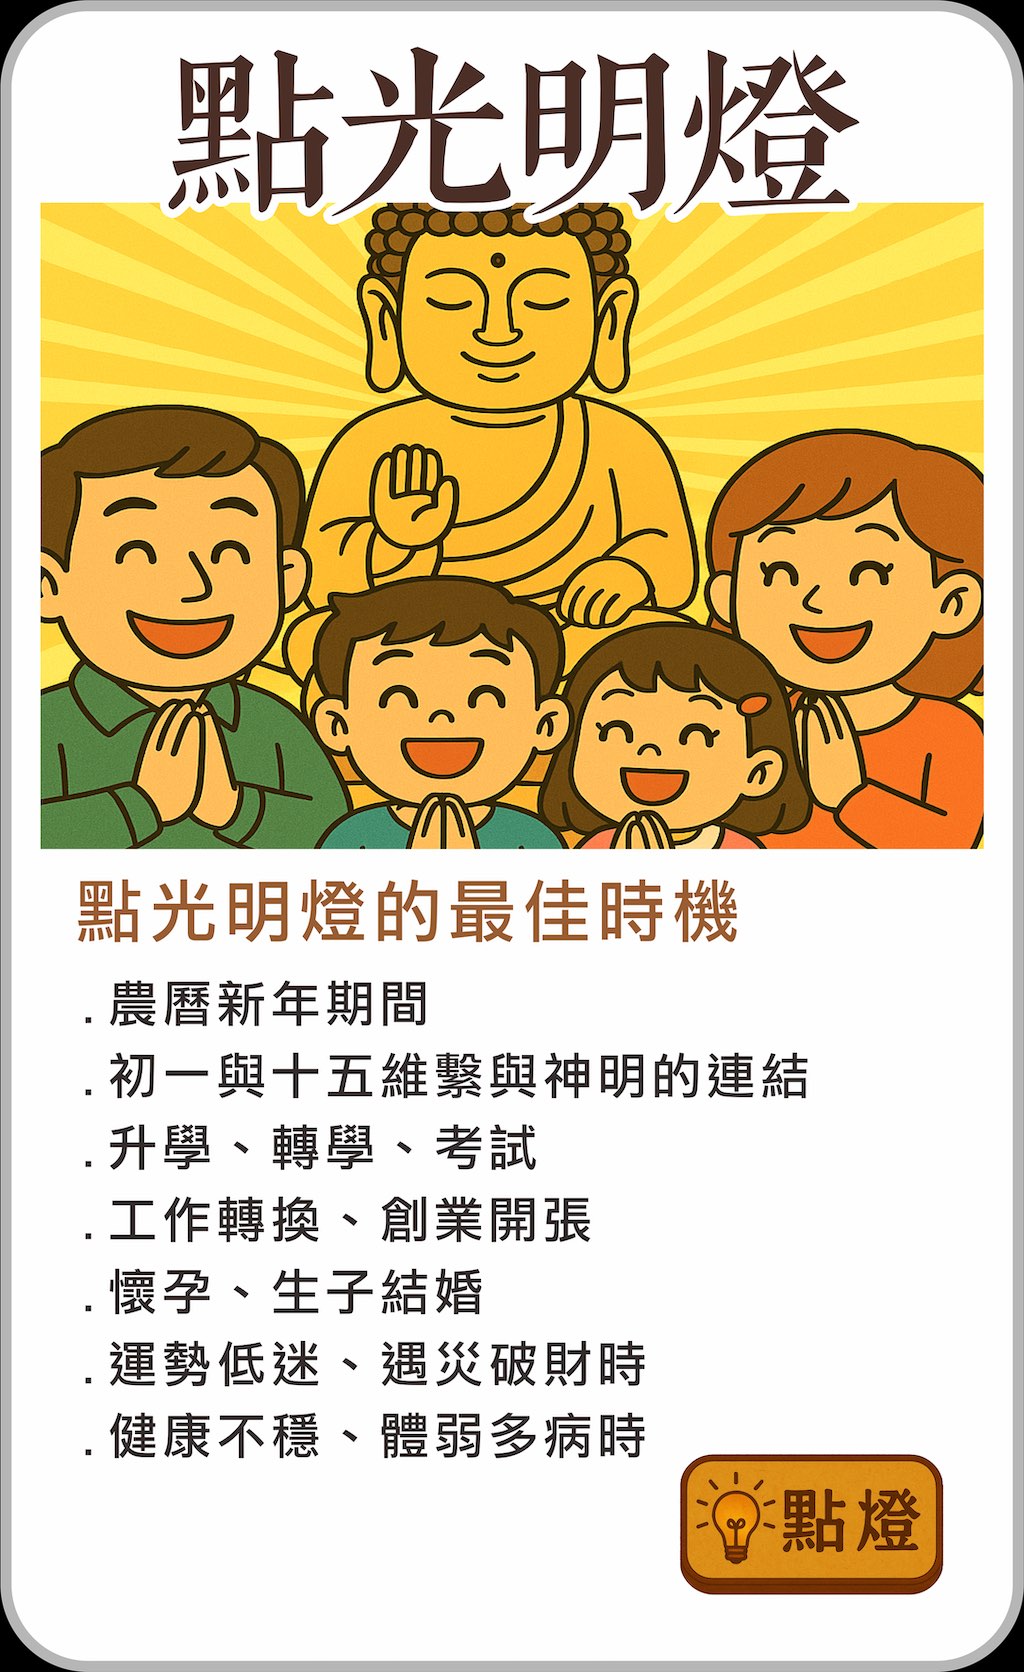 點光明燈
點光明燈的最佳時機
.農曆新年期間
.初一與十五維繫與神明的連結
.升學、轉學、考試
.工作轉換、創業開張
.懷孕、生子結婚
.運勢低迷、遇災破財時
.健康不穩、體弱多病時
點燈